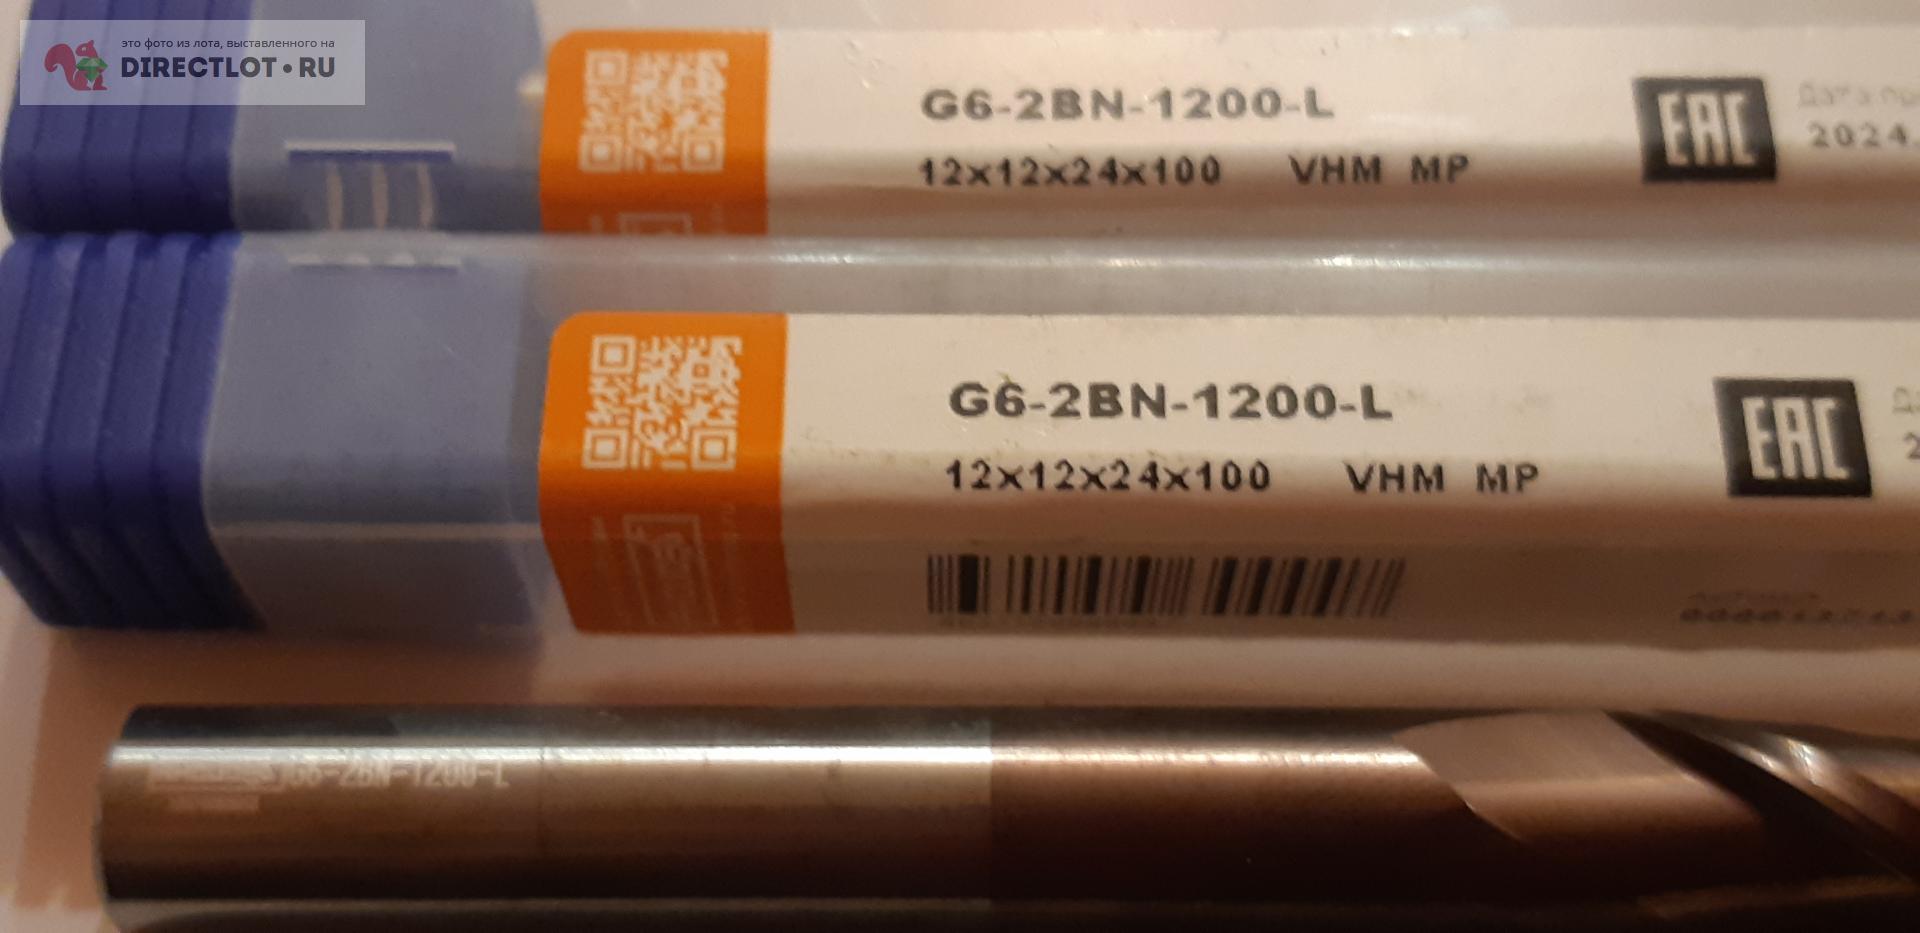 это фото из лота, выставленного на
DIRECTLOT.RU
G6-2BN-1200-L
12x12x24x100 VHM MP
EAC
2024.
G6-2BN-1200-L
12x12x24x100 VHM MP
EAC
G6-2BN-1200-L